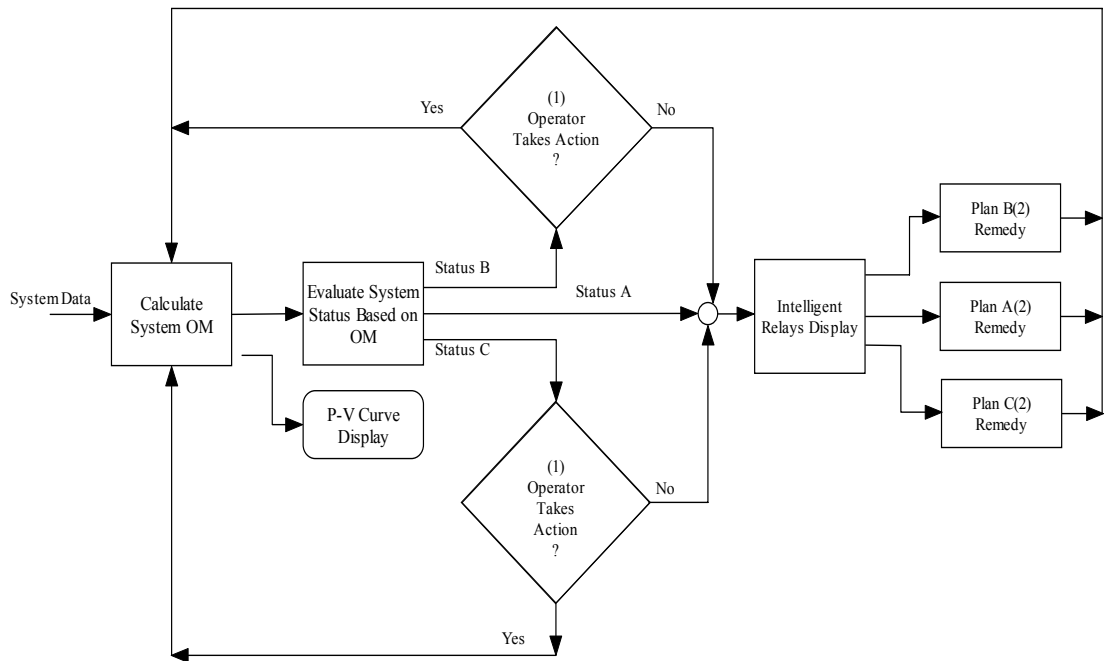 Yes
(1)
Operator
Takes Action
?
No
System Data
Calculate
System OM
Evaluate System
Status Based on
OM
Status B
Status A
Status C
P-V Curve
Display
(1)
Operator
Takes
Action
?
No
Yes
Intelligent
Relays Display
Plan B(2)
Remedy
Plan A(2)
Remedy
Plan C(2)
Remedy